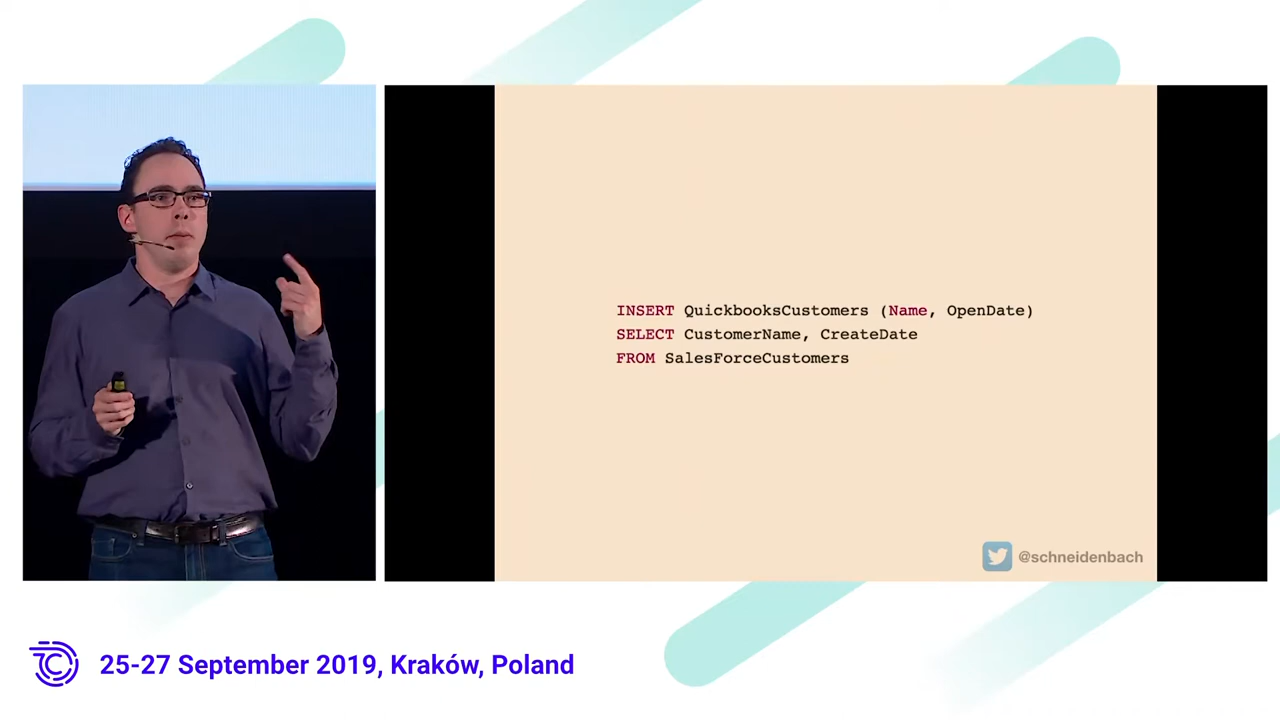 INSERT QuickbooksCustomers (Name, OpenDate)
SELECT CustomerName, CreateDate
FROM SalesForceCustomers
@schneidenbach
25-27 September 2019, Kraków, Poland